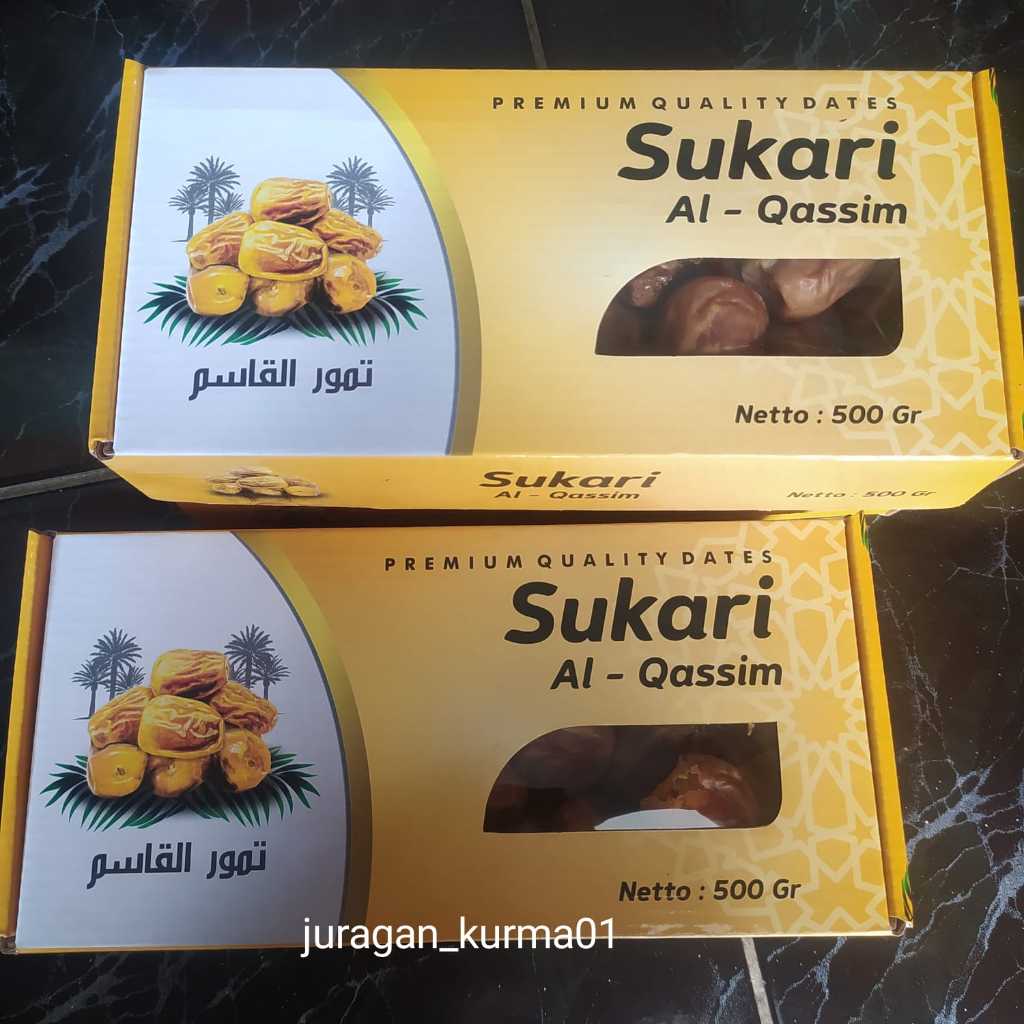 PREMIUM QUALITY DATES
Sukari
Al - Qassim
تمور القاسم
Netto : 500 Gr
Sukari
Al - Qassim
Netto : 500 Gr
PREMIUM QUALITY DATES
Sukari
Al - Qassim
تمور القاسم
Netto : 500 Gr
juragan_kurma01